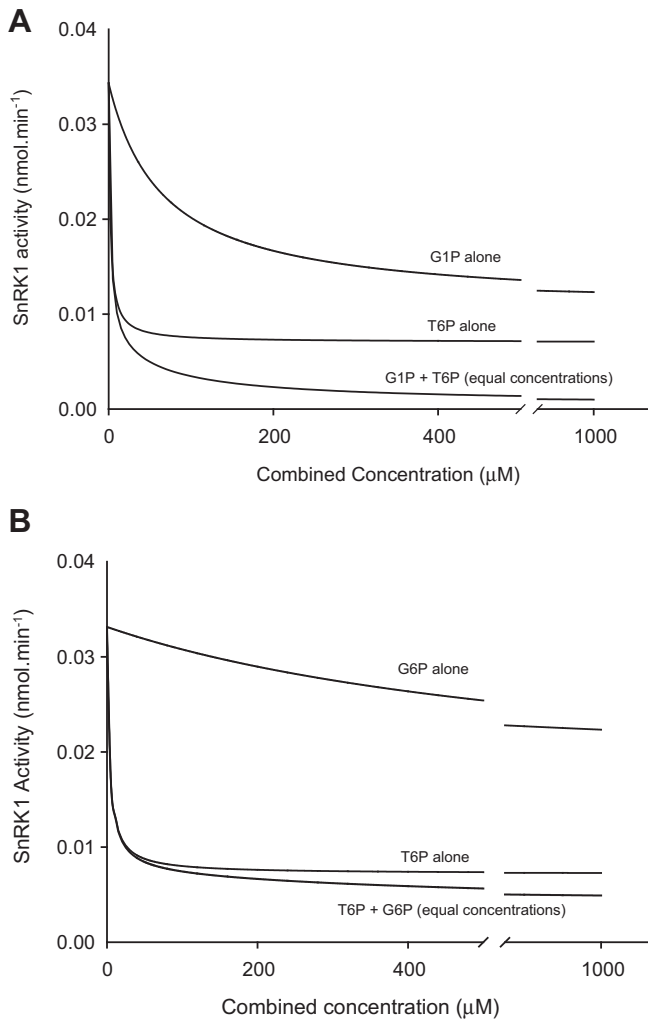 A
0.04
0.03
0.02
0.01
0.00
SnRK1 activity (nmol.min⁻¹)
G1P alone
T6P alone
G1P + T6P (equal concentrations)
0
200
400
1000
Combined Concentration (μM)
B
0.04
0.03
0.02
0.01
0.00
SnRK1 Activity (nmol.min⁻¹)
G6P alone
T6P alone
T6P + G6P (equal concentrations)
0
200
400
1000
Combined concentration (μM)